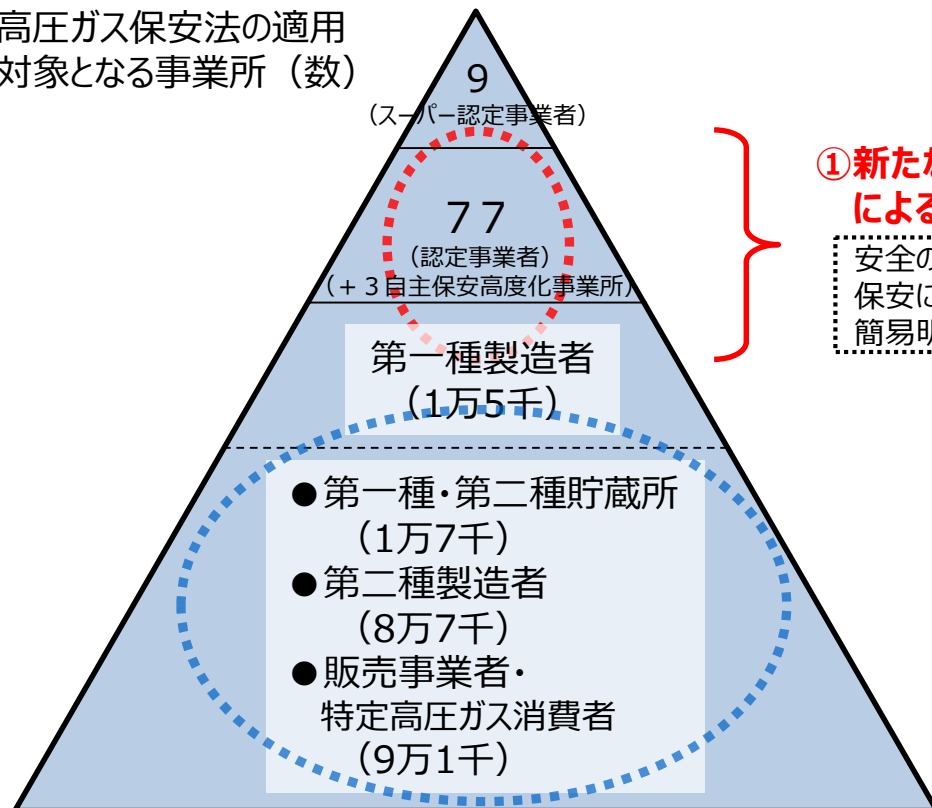 高圧ガス保安法の適用
対象となる事業所（数）
9
（スーパー認定事業者）
77
（認定事業者）
（+３自主保安高度化事業所）
第一種製造者
（1万5千）
●第一種・第二種貯蔵所
（1万7千）
●第二種製造者
（8万7千）
●販売事業者・
特定高圧ガス消費者
（9万1千）
①新たな
による
安全の
保安に
簡易明